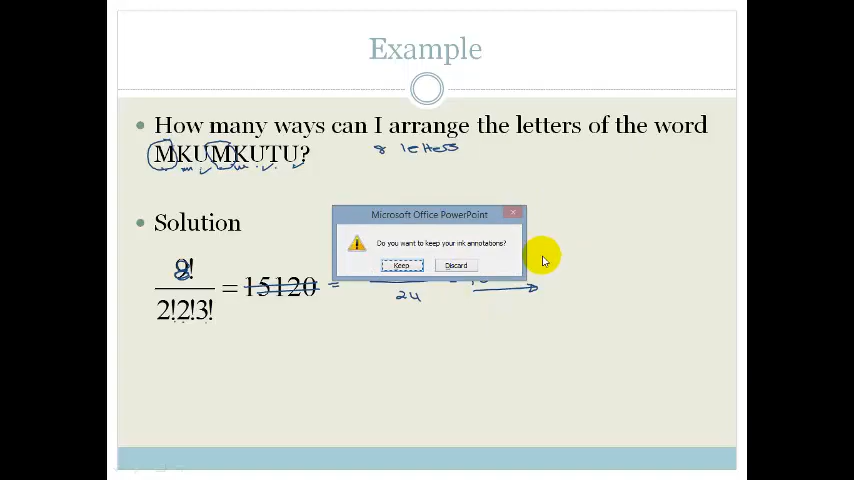 Example
How many ways can I arrange the letters of the word
MKUMKUTU?
8 letters
Solution
8!
2!2!3!
= 15120 =
24
Microsoft Office PowerPoint
Do you want to keep your ink annotations?
Keep
Discard